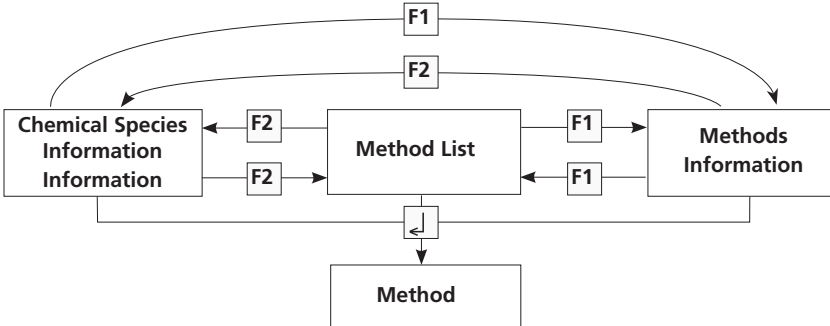 F1
F2
Chemical Species
Information
Information
F2
F2
Method List
F1
F1
Methods
Information
Method